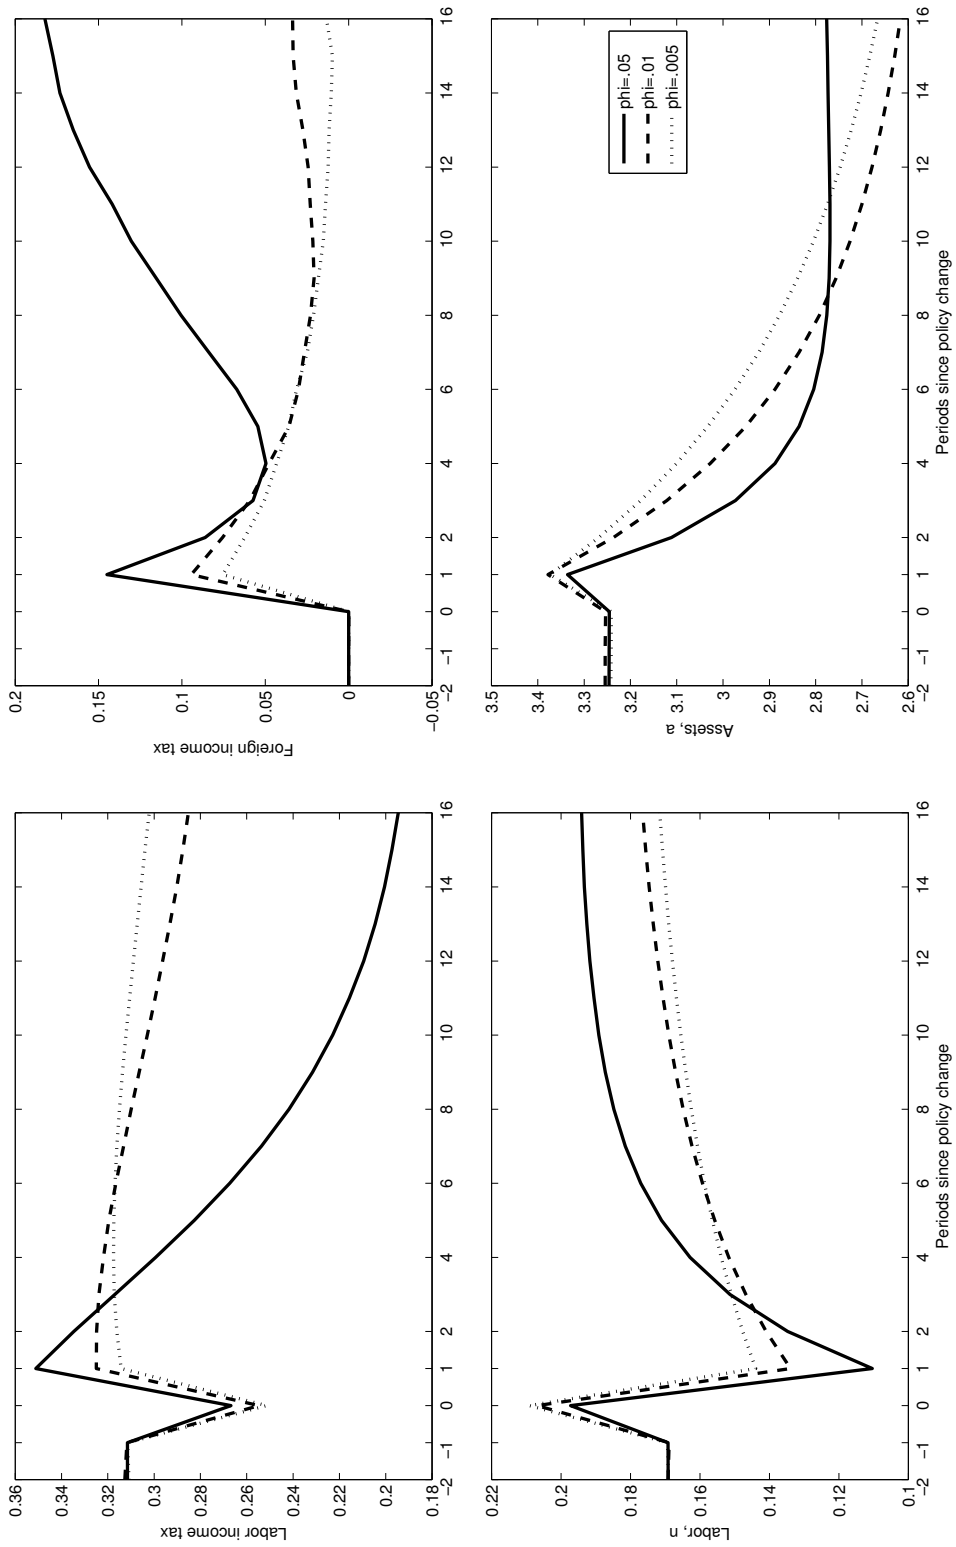 Labor income tax
0.36
0.34
0.32
0.3
0.28
0.26
0.24
0.22
0.2
0.18
−2 −1 0 2 4 6 8 10 12 14 16
Foreign income tax
0.2
0.15
0.1
0.05
0
−0.05
−2 −1 0 1 2 4 6 8 10 12 14 16
Labor, n
0.22
0.2
0.18
0.16
0.14
0.12
0.1
−2 −1 0 2 4 6 8 10 12 14 16
Periods since policy change
Assets, a
3.5
3.4
3.3
3.2
3.1
3
2.9
2.8
2.7
2.6
−2 −1 0 1 2 4 6 8 10 12 14 16
Periods since policy change
phi=.05
phi=.01
phi=.005